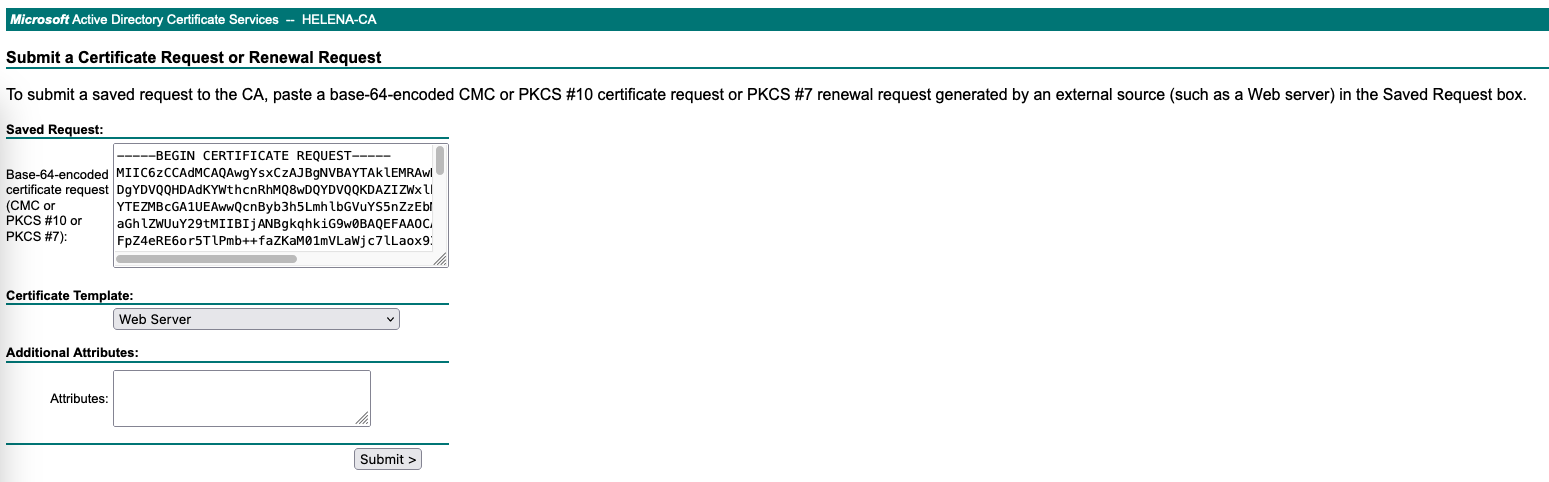 Microsoft Active Directory Certificate Services -- HELENA-CA
Submit a Certificate Request or Renewal Request
To submit a saved request to the CA, paste a base-64-encoded CMC or PKCS #10 certificate request or PKCS #7 renewal request generated by an external source (such as a Web server) in the Saved Request box.
Saved Request:
Base-64-encoded
certificate request
(CMC or
PKCS #10 or
PKCS #7):
-----BEGIN CERTIFICATE REQUEST-----
MIIC6zCCAdMCAQAwgYsxCzAJBgNVBAYTAklEMRAw
DgYDVQQHDAdKYWthcnRhMQ8wDQYDVQQKDAZIZWxl
YTEZMBcGA1UEAwwQcnByb3h5LmhlbGVuYS5nZzEb
aGhlZWUuY29tMIIBIjANBgkqhkiG9w0BAQEFAAOC
FpZ4eRE6or5TlPmb++faZKaM01mVLaWjc7lLaox9
Certificate Template:
Web Server
Additional Attributes:
Attributes:
Submit >